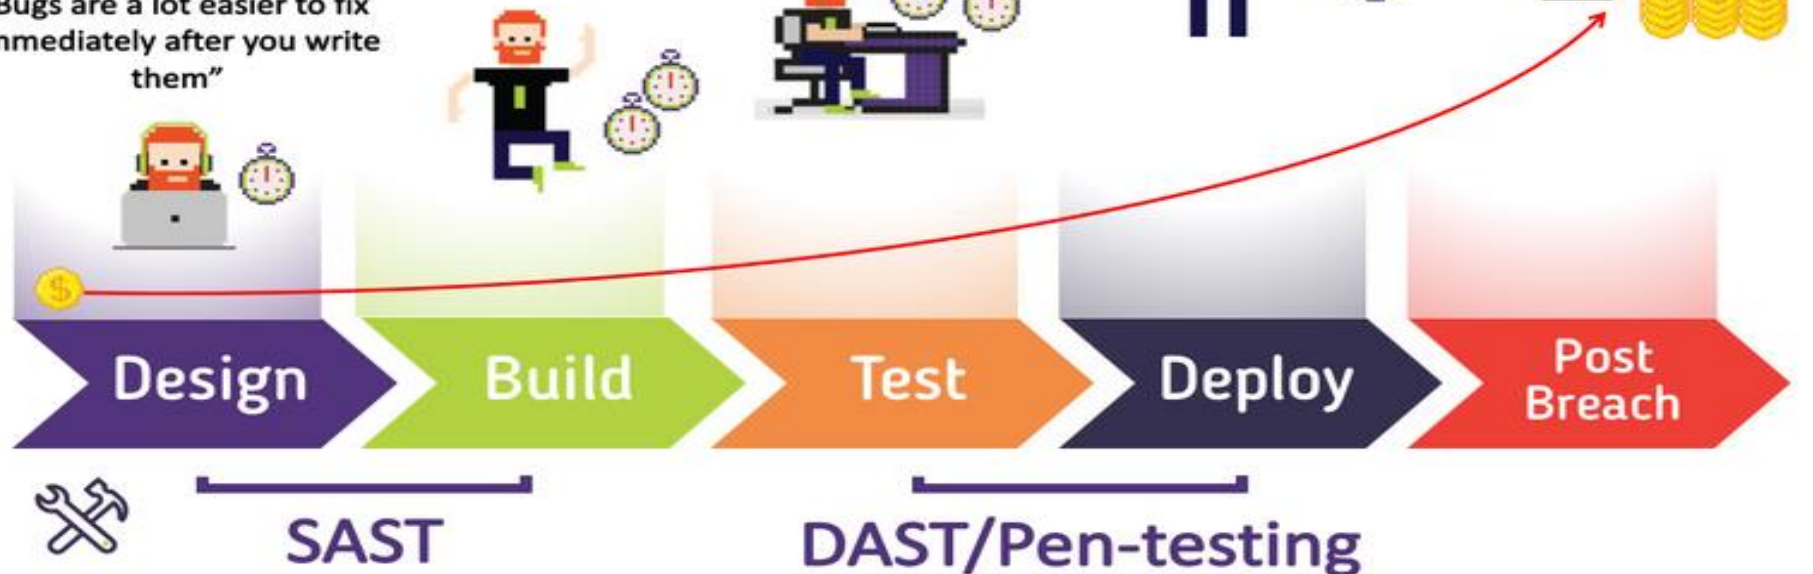 Bugs are a lot easier to fix
mmediately after you write
them”
$
Design
Build
Test
Deploy
Post
Breach
SAST
DAST/Pen-testing